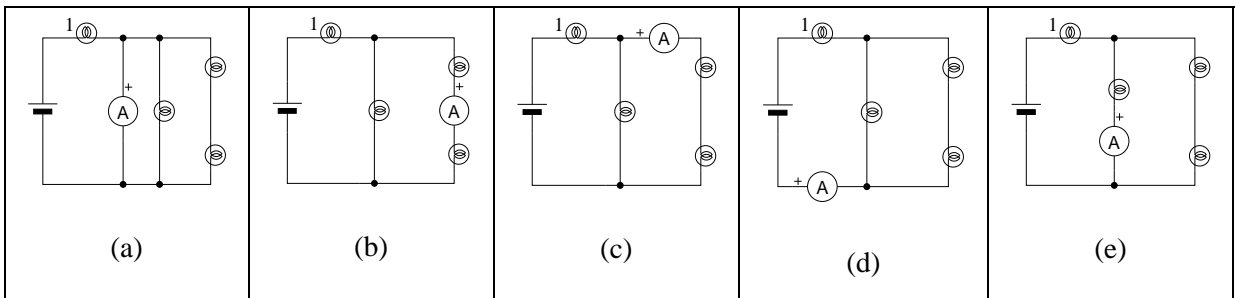 1 1 1 1 1
+
+ + + +
A A A A A
+
(a) (b) (c) (d) (e)